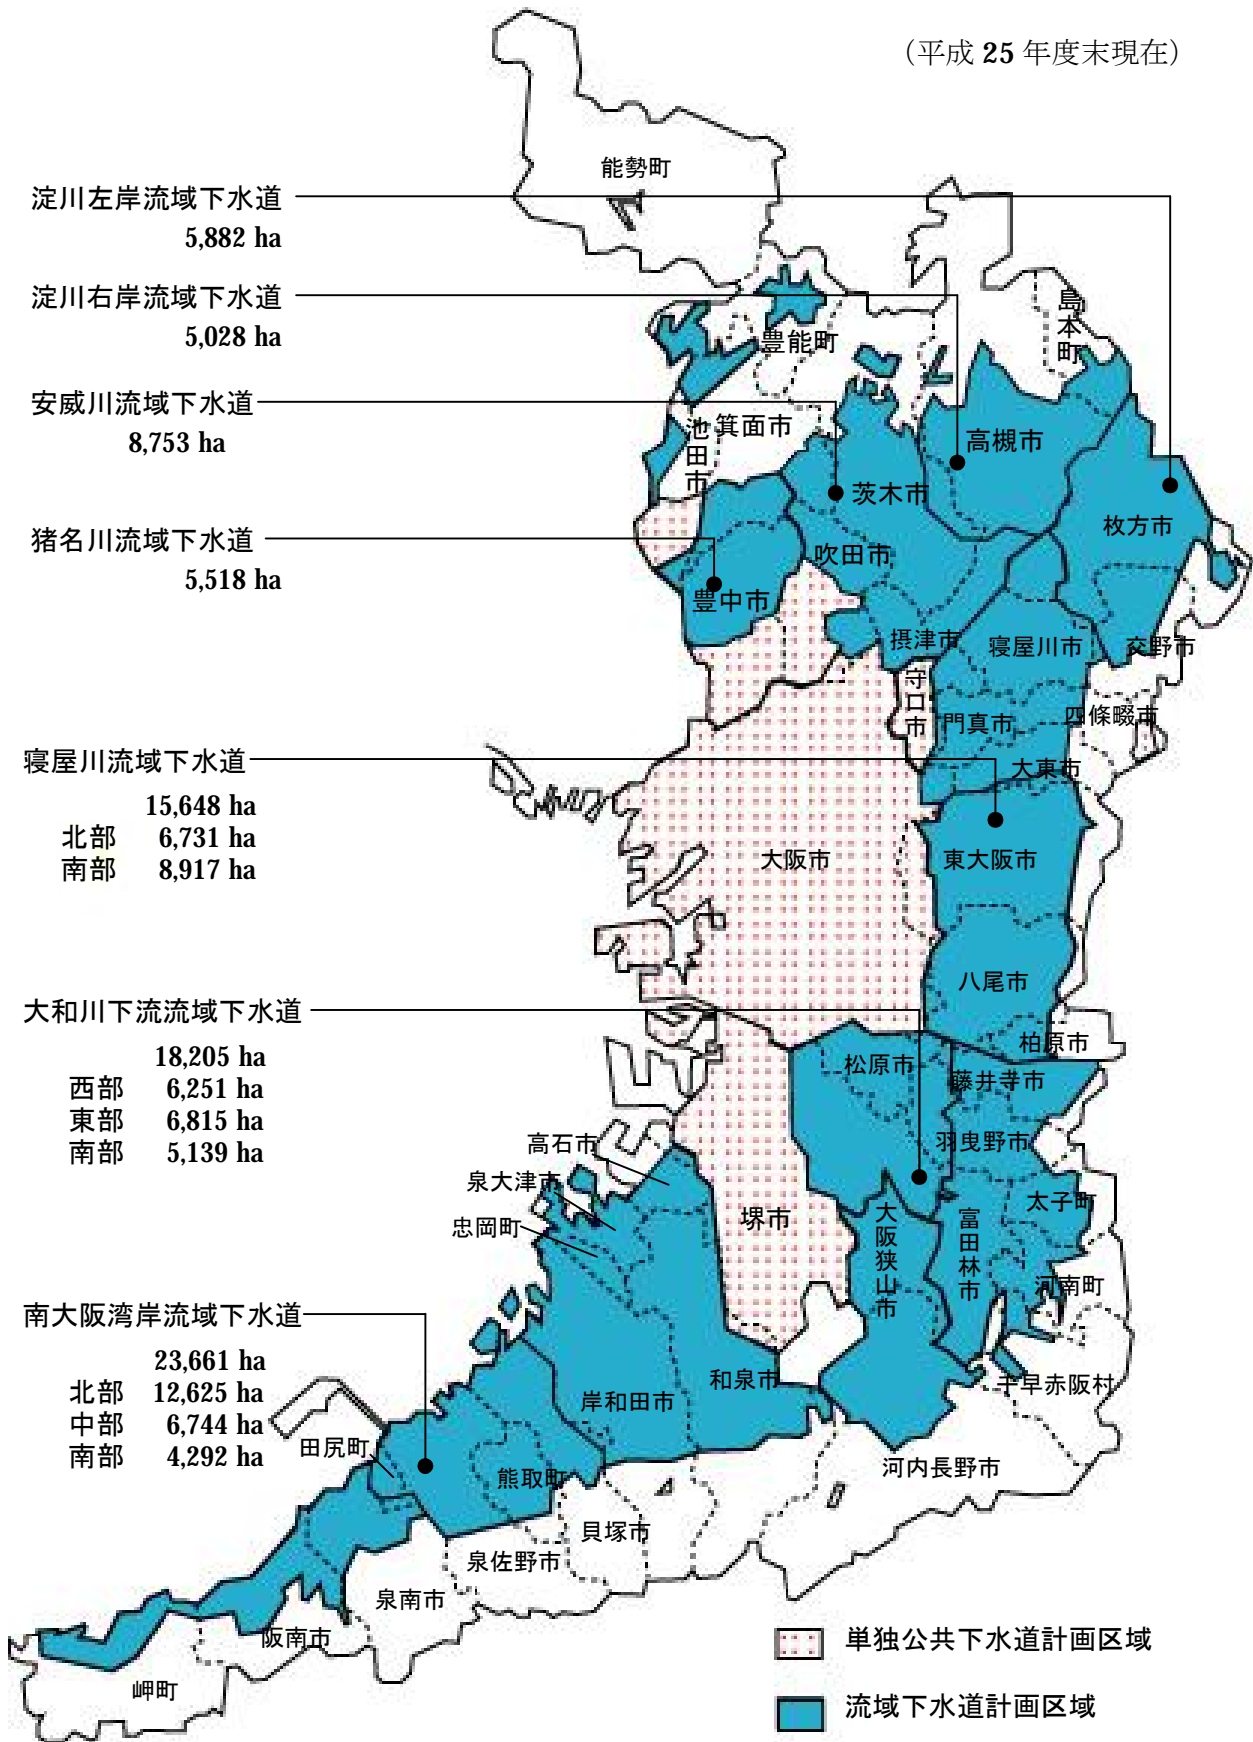 （平成 25 年度末現在）
能勢町
淀川左岸流域下水道
5,882 ha
淀川右岸流域下水道
5,028 ha
島本町
豊能町
安威川流域下水道
8,753 ha
池田市
箕面市
高槻市
茨木市
枚方市
猪名川流域下水道
5,518 ha
吹田市
豊中市
摂津市
寝屋川市
交野市
守口市
門真市
四條畷市
大東市
寝屋川流域下水道
15,648 ha
北部 6,731 ha
南部 8,917 ha
大阪市
東大阪市
八尾市
柏原市
大和川下流流域下水道
18,205 ha
西部 6,251 ha
東部 6,815 ha
南部 5,139 ha
松原市
藤井寺市
羽曳野市
高石市
泉大津市
忠岡町
堺市
大阪狭山市
富田林市
太子町
河南町
南大阪湾岸流域下水道
23,661 ha
北部 12,625 ha
中部 6,744 ha
南部 4,292 ha
和泉市
岸和田市
千早赤阪村
田尻町
熊取町
河内長野市
貝塚市
泉佐野市
泉南市
阪南市
岬町
単独公共下水道計画区域
流域下水道計画区域